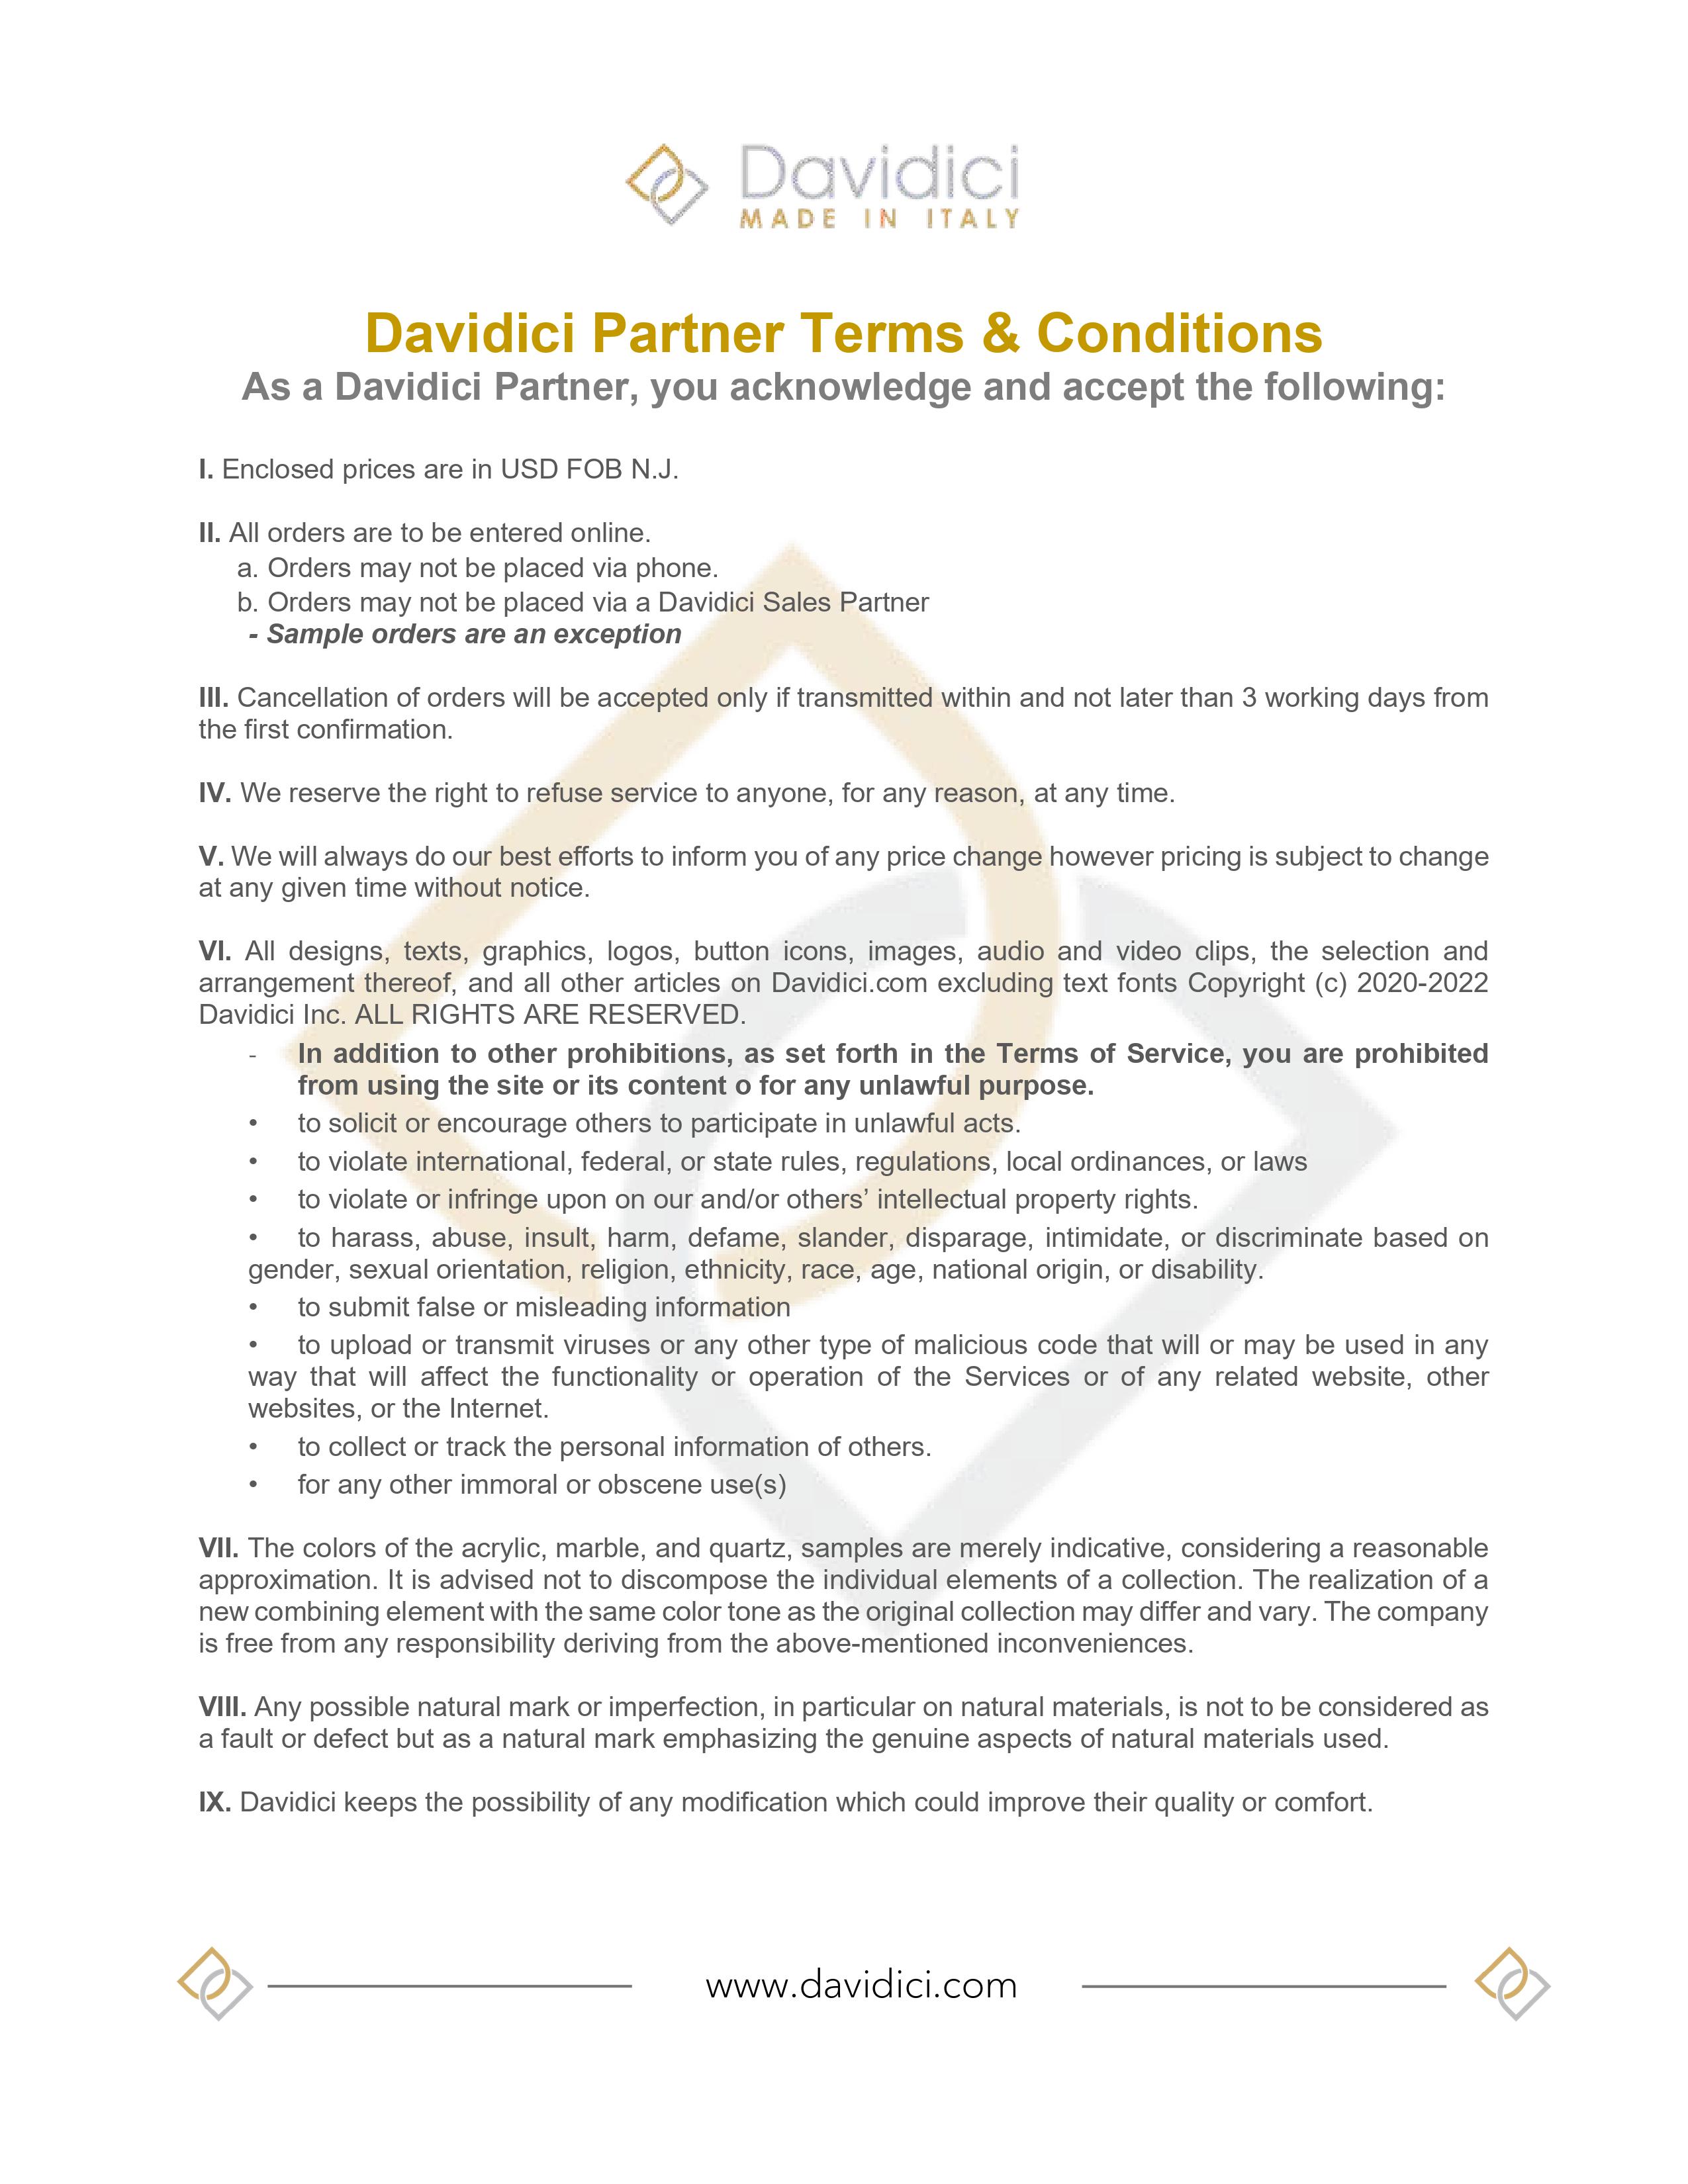 Davidici
MADE IN ITALY
Davidici Partner Terms & Conditions
As a Davidici Partner, you acknowledge and accept the following:
I. Enclosed prices are in USD FOB N.J.
II. All orders are to be entered online.
a. Orders may not be placed via phone.
b. Orders may not be placed via a Davidici Sales Partner
- Sample orders are an exception
III. Cancellation of orders will be accepted only if transmitted within and not later than 3 working days from
the first confirmation.
IV. We reserve the right to refuse service to anyone, for any reason, at any time.
V. We will always do our best efforts to inform you of any price change however pricing is subject to change
at any given time without notice.
VI. All designs, texts, graphics, logos, button icons, images, audio and video clips, the selection and
arrangement thereof, and all other articles on Davidici.com excluding text fonts Copyright (c) 2020-2022
Davidici Inc. ALL RIGHTS ARE RESERVED.
- In addition to other prohibitions, as set forth in the Terms of Service, you are prohibited
from using the site or its content o for any unlawful purpose.
• to solicit or encourage others to participate in unlawful acts.
• to violate international, federal, or state rules, regulations, local ordinances, or laws
• to violate or infringe upon on our and/or others’ intellectual property rights.
• to harass, abuse, insult, harm, defame, slander, disparage, intimidate, or discriminate based on
gender, sexual orientation, religion, ethnicity, race, age, national origin, or disability.
• to submit false or misleading information
• to upload or transmit viruses or any other type of malicious code that will or may be used in any
way that will affect the functionality or operation of the Services or of any related website, other
websites, or the Internet.
• to collect or track the personal information of others.
• for any other immoral or obscene use(s)
VII. The colors of the acrylic, marble, and quartz, samples are merely indicative, considering a reasonable
approximation. It is advised not to discompose the individual elements of a collection. The realization of a
new combining element with the same color tone as the original collection may differ and vary. The company
is free from any responsibility deriving from the above-mentioned inconveniences.
VIII. Any possible natural mark or imperfection, in particular on natural materials, is not to be considered as
a fault or defect but as a natural mark emphasizing the genuine aspects of natural materials used.
IX. Davidici keeps the possibility of any modification which could improve their quality or comfort.
www.davidici.com